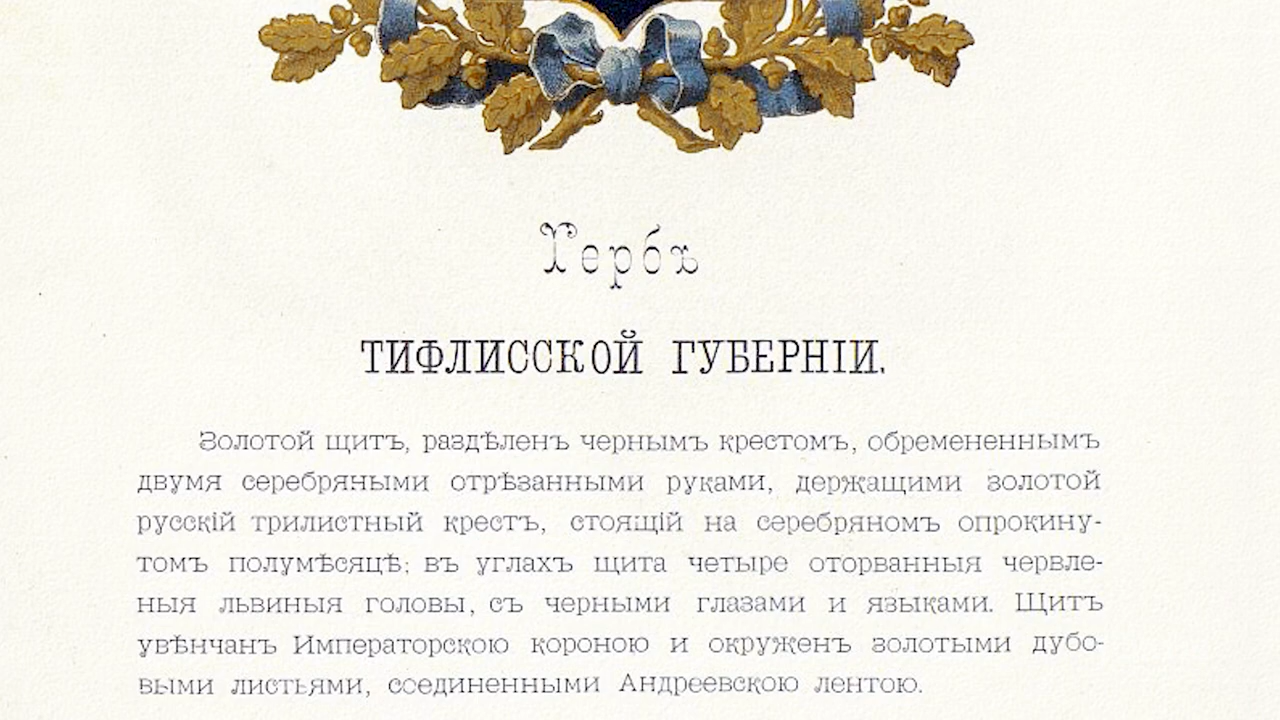 Гербъ
ТИФЛИССКОЙ ГУБЕРНІИ.
Золотой щитъ, раздѣленъ чернымъ крестомъ, обремененнымъ
двумя серебряными отрѣзанными руками, держащими золотой
русскій трилистный крестъ, стоящій на серебряномъ опрокину-
томъ полумѣсяцѣ; въ углахъ щита четыре оторванныя червле-
ныя львиныя головы, съ черными глазами и языками. Щитъ
увѣнчанъ Императорскою короною и окруженъ золотыми дубо-
выми листьями, соединенными Андреевскою лентою.